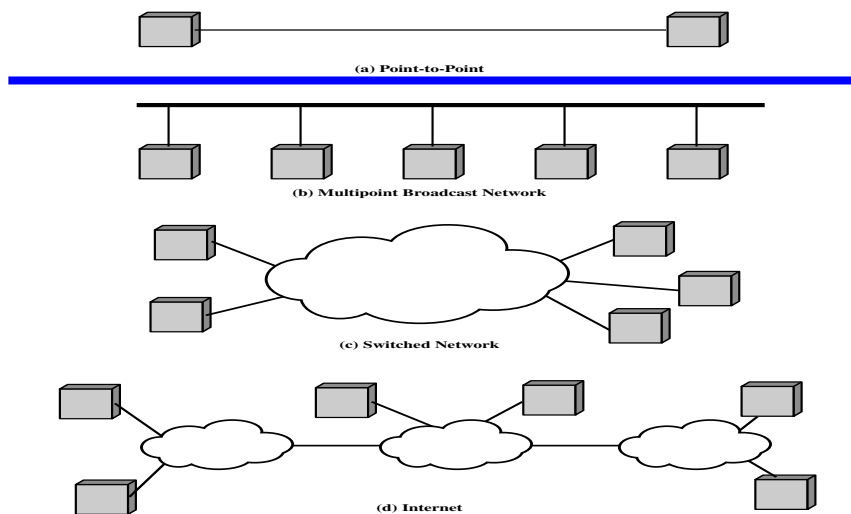 (a) Point-to-Point
(b) Multipoint Broadcast Network
(c) Switched Network
(d) Internet